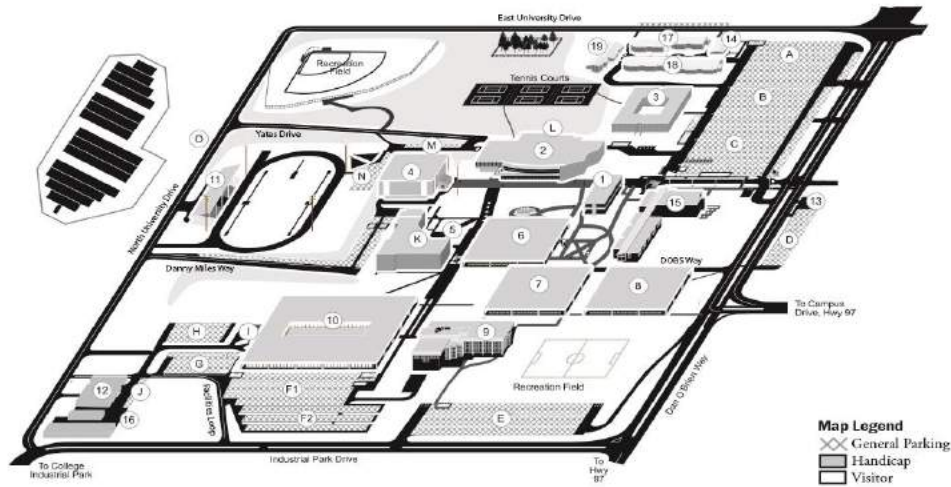 East University Drive
17
14
19
A
Recreation
Field
18
Tennis Courts
3
B
L
O
Yates Drive
M
2
C
11
N
4
1
15
13
North University Drive
5
K
6
D
Danny Miles Way
DOBS Way
7
8
To Campus
Drive, Hwy 97
10
H
I
9
G
Dan O'Brien Way
12
J
F1
Recreation Field
16
Facilities Loop
F2
E
Map Legend
General Parking
Handicap
Visitor
To College
Industrial Park
Industrial Park Drive
To
Hwy
97